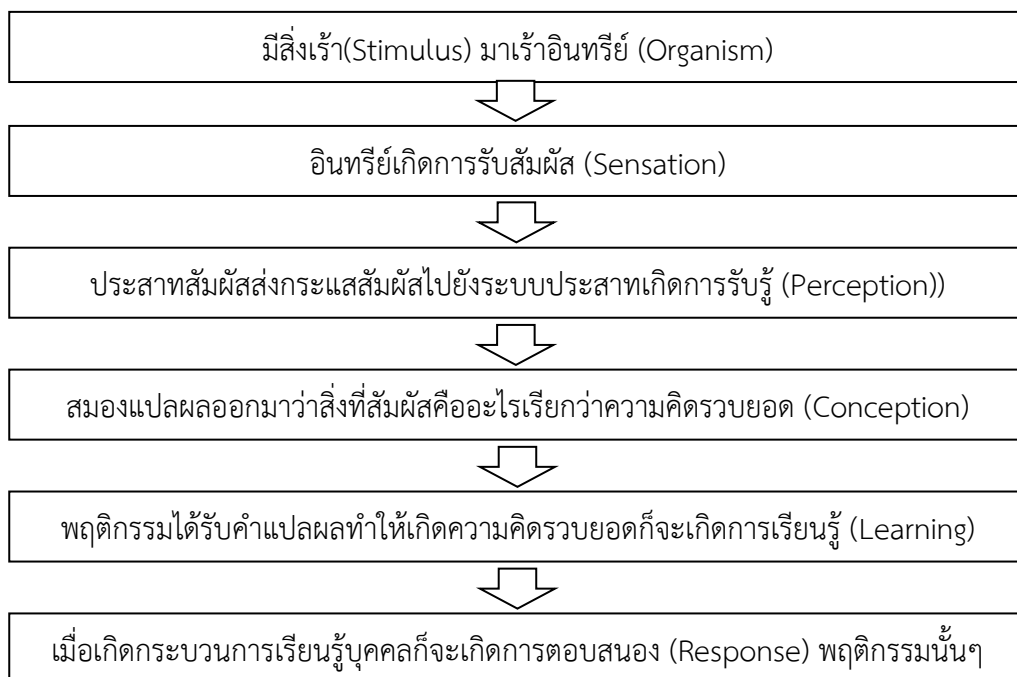 มีสิ่งเร้า(Stimulus) มาเร้าอินทรีย์ (Organism)
อินทรีย์เกิดการรับสัมผัส (Sensation)
ประสาทสัมผัสส่งกระแสสัมผัสไปยังระบบประสาทเกิดการรับรู้ (Perception))
สมองแปลผลออกมาว่าสิ่งที่สัมผัสคืออะไรเรียกว่าความคิดรวบยอด (Conception)
พฤติกรรมได้รับคำแปลผลทำให้เกิดความคิดรวบยอดก็จะเกิดการเรียนรู้ (Learning)
เมื่อเกิดกระบวนการเรียนรู้บุคคลก็จะเกิดการตอบสนอง (Response) พฤติกรรมนั้นๆ